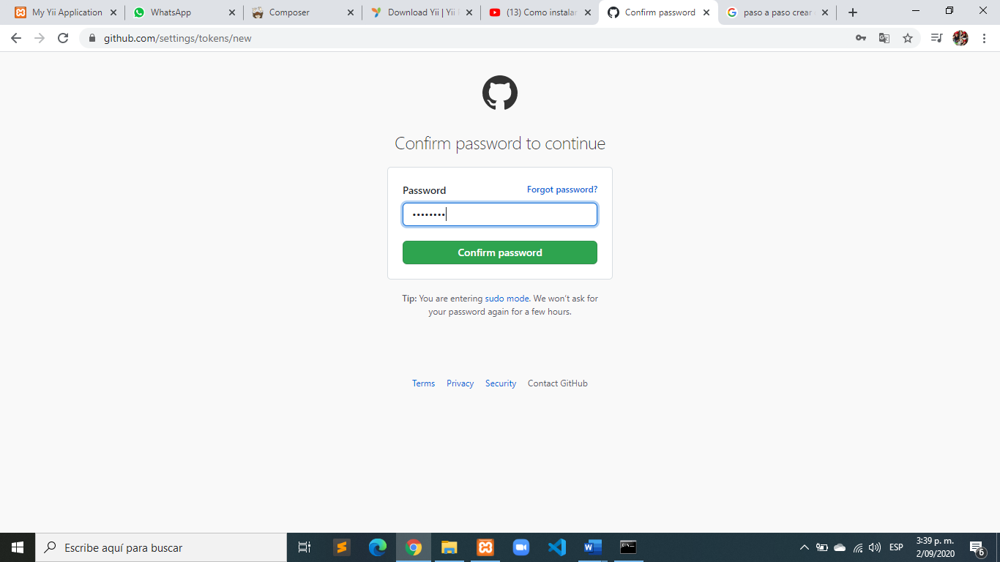 My Yii Application
WhatsApp
Composer
Download Yii | Yii
(13) Como instalar
Confirm password
paso a paso crear
github.com/settings/tokens/new
Confirm password to continue
Password
Forgot password?
••••••••
Confirm password
Tip: You are entering sudo mode. We won't ask for
your password again for a few hours.
Terms
Privacy
Security
Contact GitHub
Escribe aquí para buscar
ESP
3:39 p. m.
2/09/2020
6